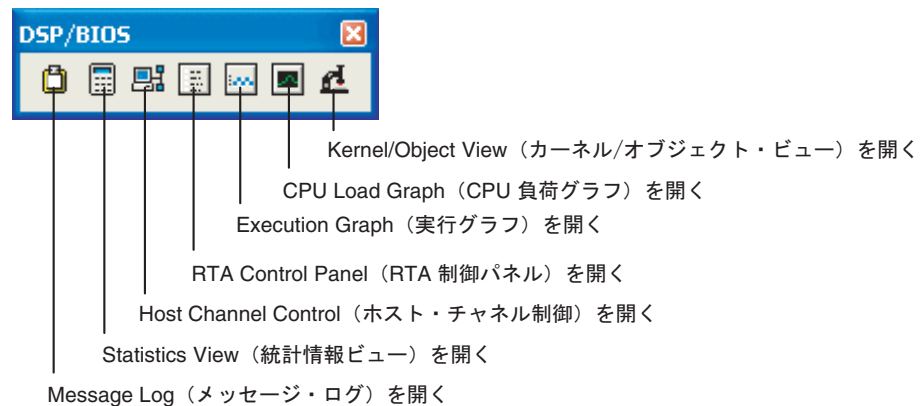 DSP/BIOS
Kernel/Object View（カーネル/オブジェクト・ビュー）を開く
CPU Load Graph（CPU 負荷グラフ）を開く
Execution Graph（実行グラフ）を開く
RTA Control Panel（RTA 制御パネル）を開く
Host Channel Control（ホスト・チャネル制御）を開く
Statistics View（統計情報ビュー）を開く
Message Log（メッセージ・ログ）を開く